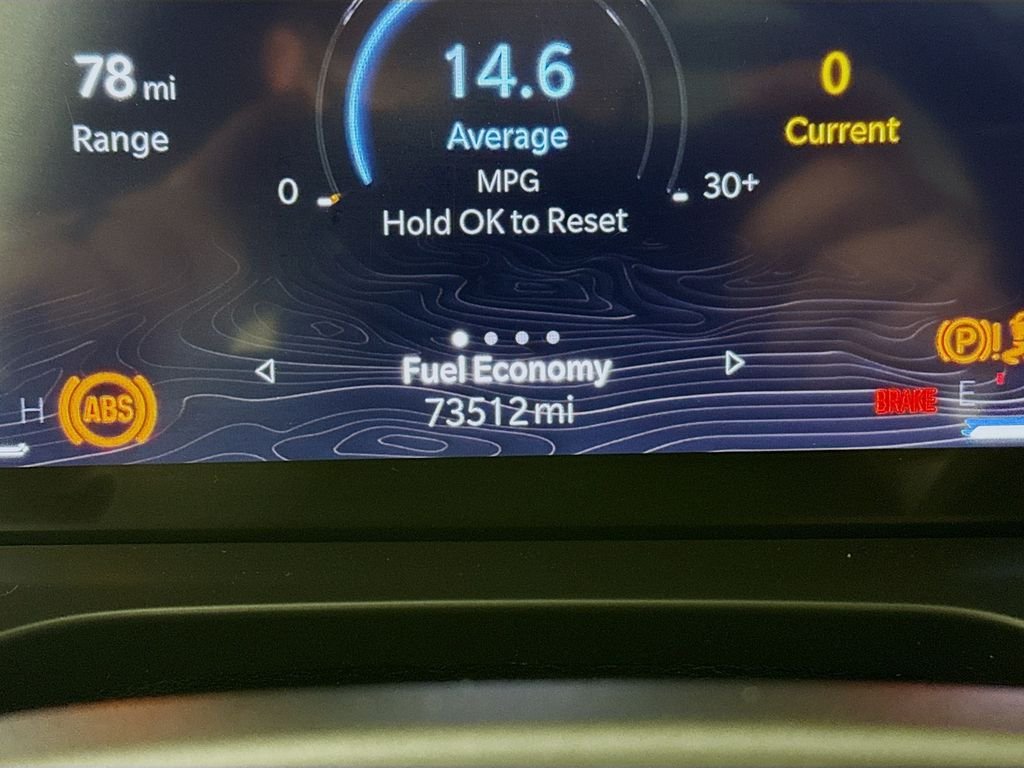 78 mi
Range
14.6
Average
MPG
Hold OK to Reset
0
30+
0
Current
Fuel Economy
73512 mi
H
ABS
P !
BRAKE
E